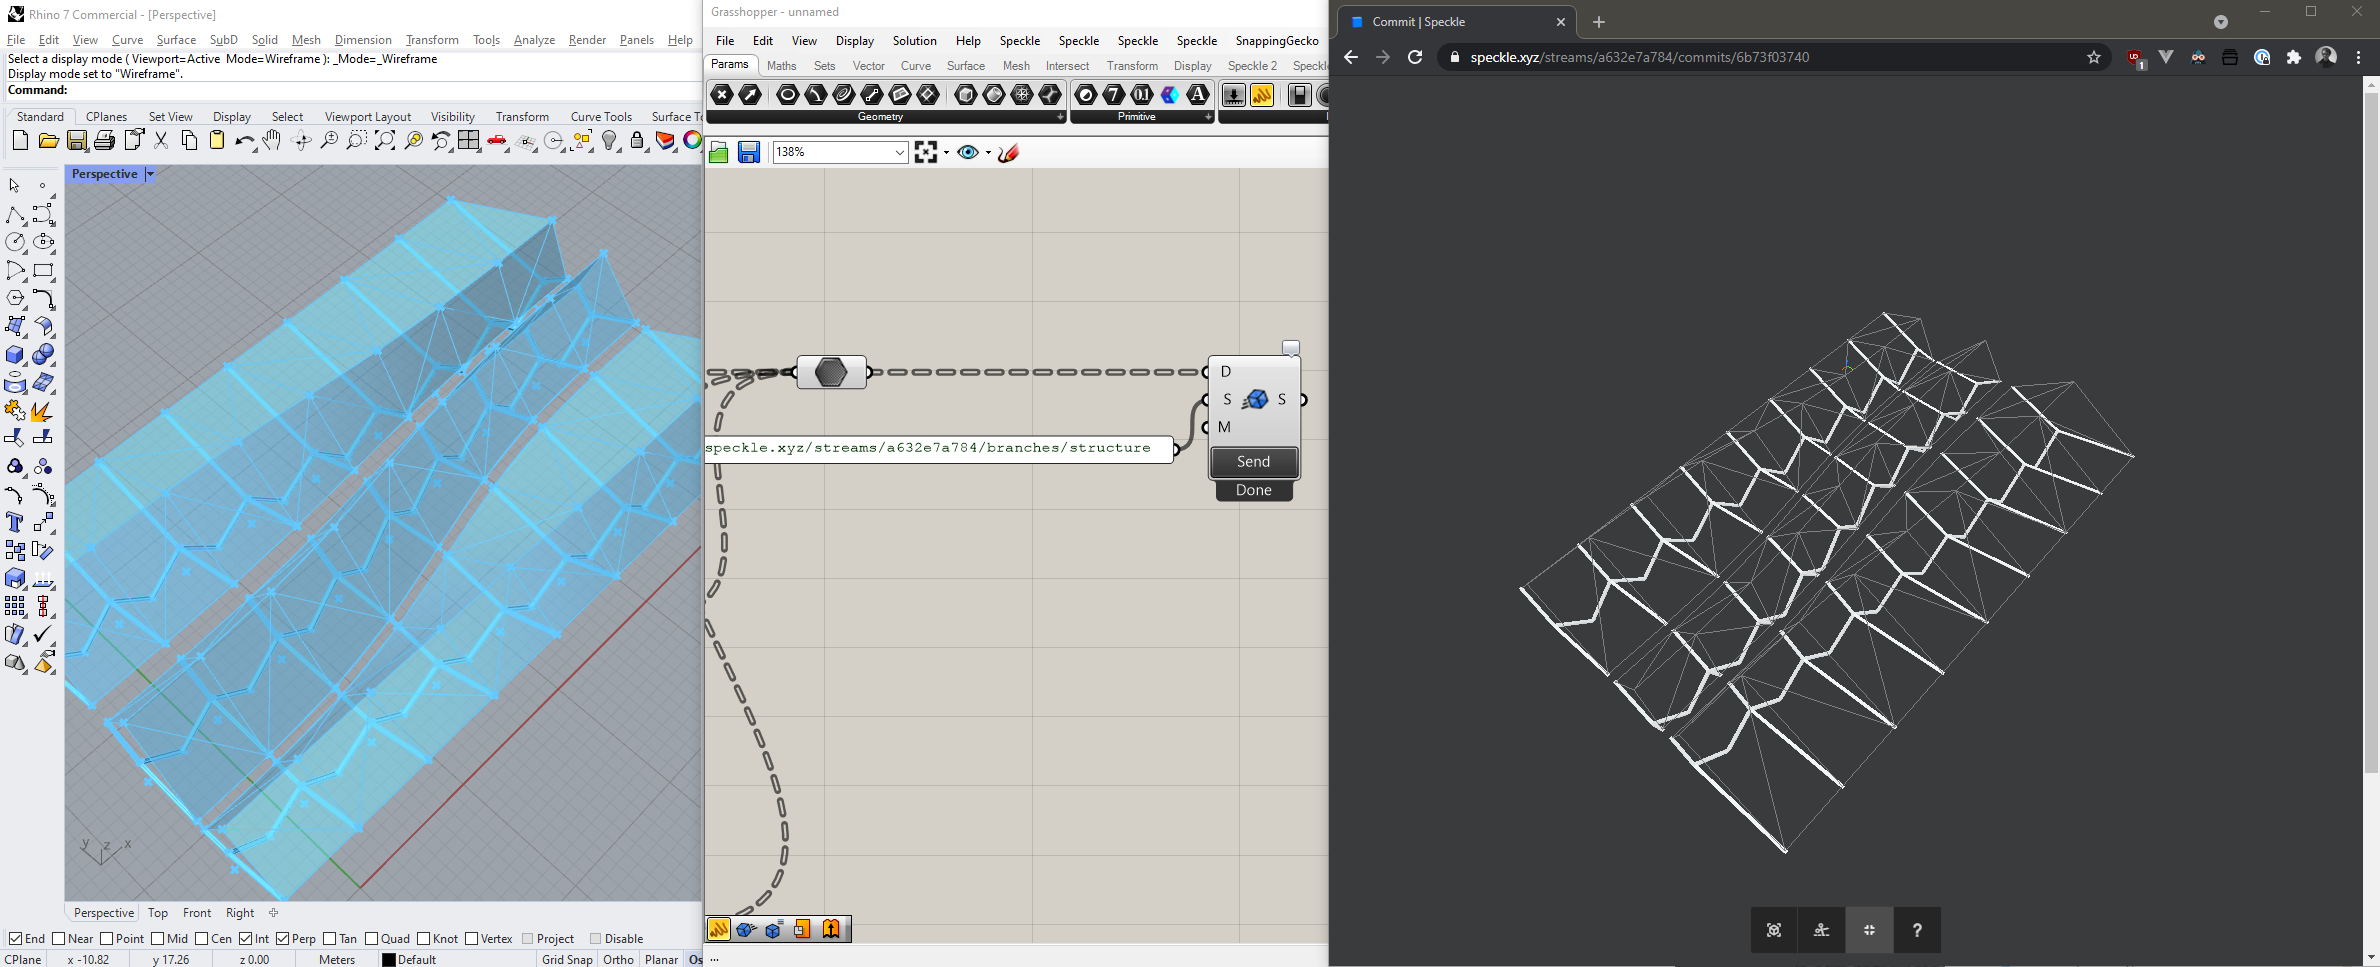 Rhino 7 Commercial - [Perspective]
File Edit View Curve Surface SubD Solid Mesh Dimension Transform Tools Analyze Render Panels Help
Select a display mode ( Viewport=Active Mode=Wireframe ): _Mode=_Wireframe
Display mode set to "Wireframe".
Command:
Standard CPlanes Set View Display Select Viewport Layout Visibility Transform Curve Tools Surface To
Perspective
y z x
Perspective Top Front Right
End Near Point Mid Cen Int Perp Tan Quad Knot Vertex Project Disable
CPlane x -10.82 y 17.26 z 0.00 Meters Default Grid Snap Ortho Planar Os
Grasshopper - unnamed
File Edit View Display Solution Help Speckle Speckle Speckle Speckle SnappingGecko
Params Maths Sets Vector Curve Surface Mesh Intersect Transform Display Speckle 2 Speckl
7 0.1 A
Geometry Primitive
138%
D
S S
M
speckle.xyz/streams/a632e7a784/branches/structure
Send
Done
...
Commit | Speckle
speckle.xyz/streams/a632e7a784/commits/6b73f03740
1
?